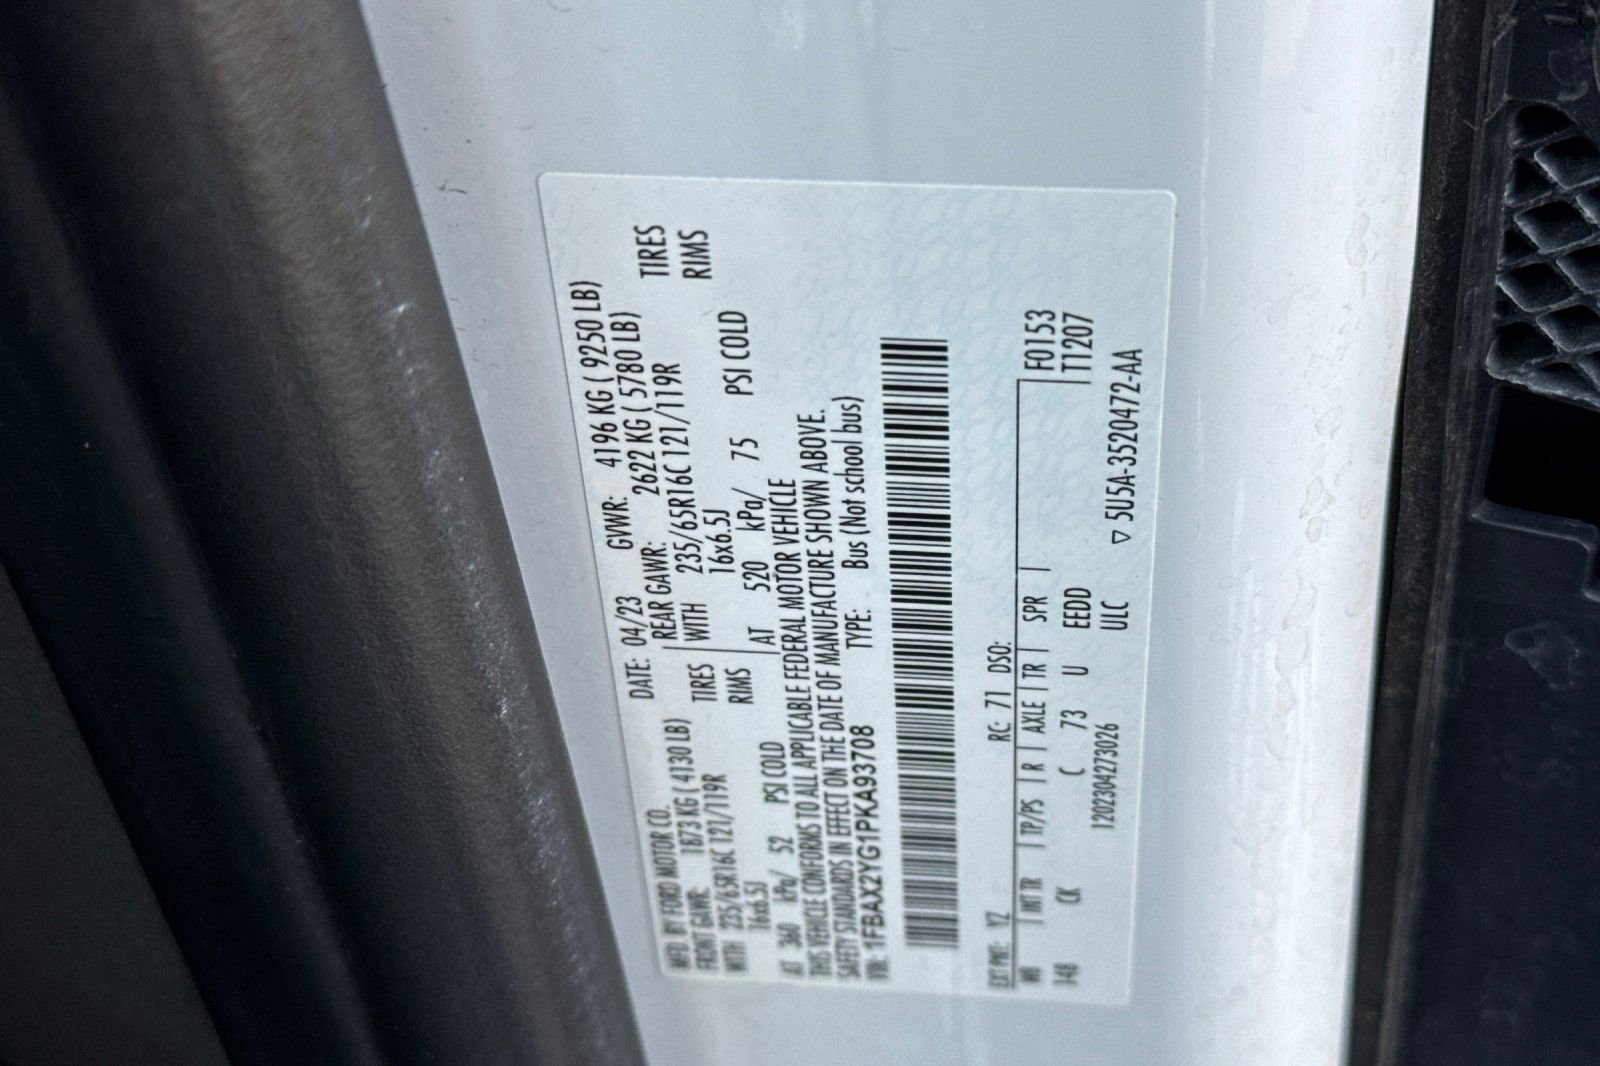 MFD. BY FORD MOTOR CO. DATE: 04/23 GVWR: 4196 KG ( 9250 LB)
FRONT GAWR: 1873 KG ( 4130 LB) REAR GAWR: 2622 KG ( 5780 LB)
WITH 235/65R16C 121/119R TIRES WITH 235/65R16C 121/119R TIRES
16x6.5J RIMS 16x6.5J RIMS
AT 360 kPa/ 52 PSI COLD AT 520 kPa/ 75 PSI COLD
THIS VEHICLE CONFORMS TO ALL APPLICABLE FEDERAL MOTOR VEHICLE
SAFETY STANDARDS IN EFFECT ON THE DATE OF MANUFACTURE SHOWN ABOVE.
VIN: 1FBAX2YG1PKA93708 TYPE: Bus (Not school bus)
EXT PNT: YZ RC: 71 DSO:
WB INT TR TP/PS R AXLE TR SPR F0153
148 CK C 73 U EEDD T1207
1202304273026 ULC
▽ 5U5A-3520472-AA